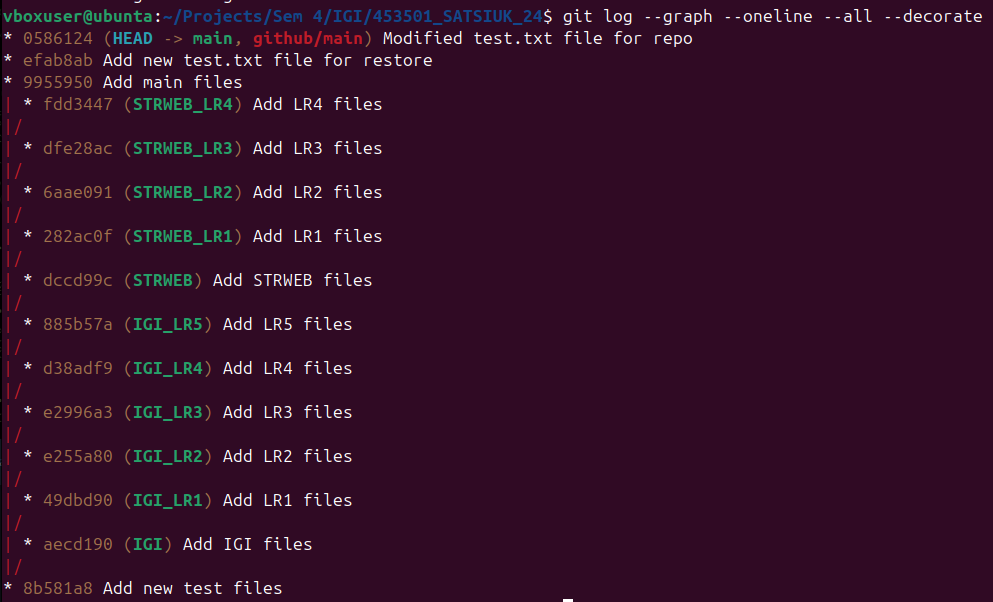 vboxuser@ubuntu:~/Projects/Sem 4/IGI/453501_SATSIUK_24$ git log --graph --oneline --all --decorate
* 0586124 (HEAD -> main, github/main) Modified test.txt file for repo
* efab8ab Add new test.txt file for restore
* 9955950 Add main files
| * fdd3447 (STRWEB_LR4) Add LR4 files
|/
| * dfe28ac (STRWEB_LR3) Add LR3 files
|/
| * 6aae091 (STRWEB_LR2) Add LR2 files
|/
| * 282ac0f (STRWEB_LR1) Add LR1 files
|/
| * dccd99c (STRWEB) Add STRWEB files
|/
| * 885b57a (IGI_LR5) Add LR5 files
|/
| * d38adf9 (IGI_LR4) Add LR4 files
|/
| * e2996a3 (IGI_LR3) Add LR3 files
|/
| * e255a80 (IGI_LR2) Add LR2 files
|/
| * 49dbd90 (IGI_LR1) Add LR1 files
|/
| * aecd190 (IGI) Add IGI files
|/
* 8b581a8 Add new test files